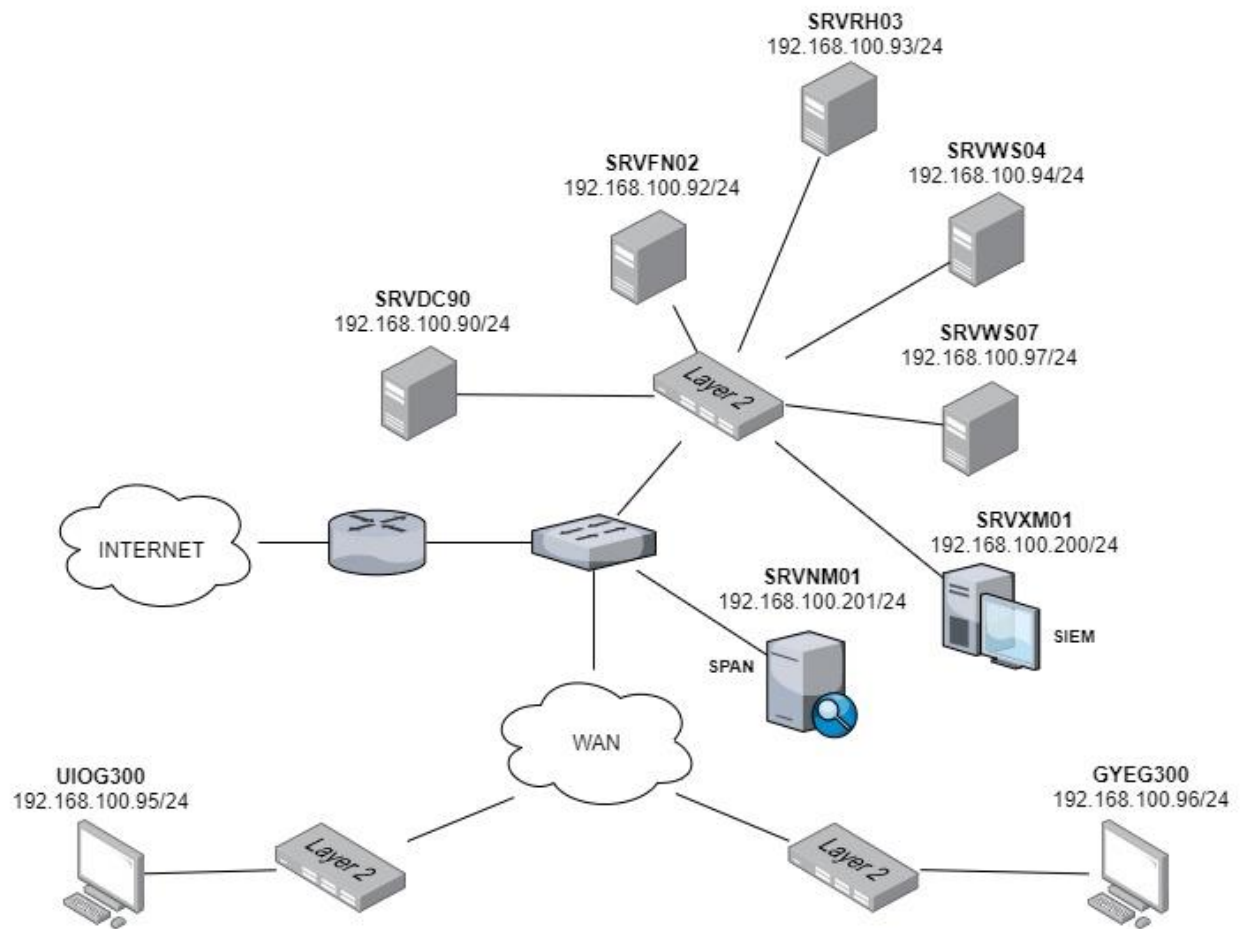 SRVRH03
192.168.100.93/24
SRVFN02
192.168.100.92/24
SRVWS04
192.168.100.94/24
SRVDC90
192.168.100.90/24
SRVWS07
192.168.100.97/24
Layer 2
INTERNET
SRVXM01
192.168.100.200/24
SIEM
SRVNM01
192.168.100.201/24
SPAN
WAN
UIOG300
192.168.100.95/24
Layer 2
GYEG300
192.168.100.96/24
Layer 2